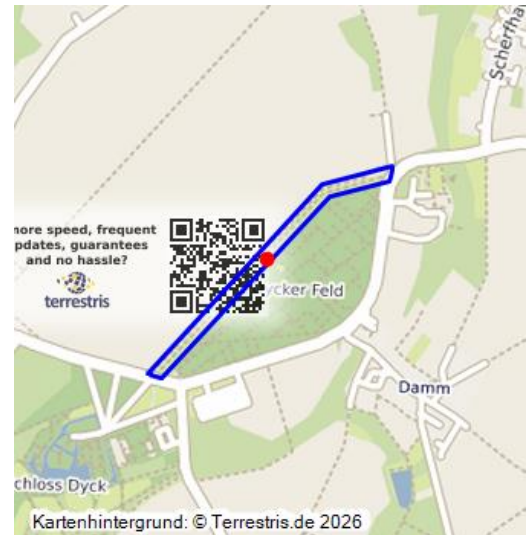 Scherfha
more speed, frequent
pdates, guarantees
and no hassle?
terrestris
ycker Feld
Damm
chloss Dyck
Kartenhintergrund: © Terrestris.de 2026